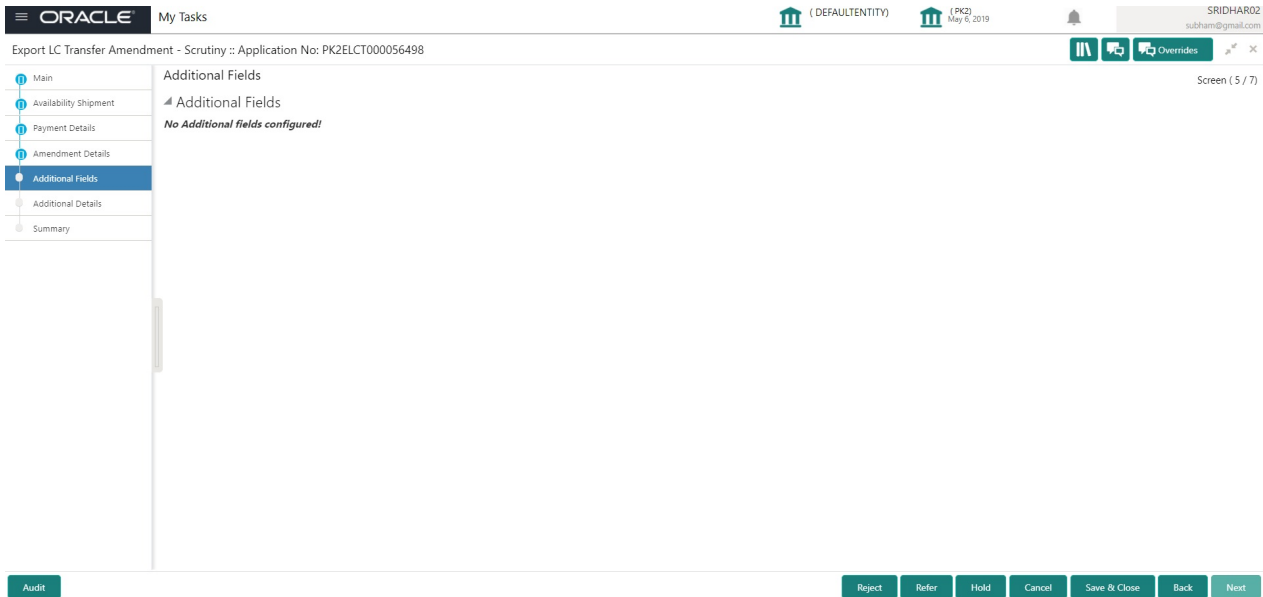 ORACLE
My Tasks
( DEFAULTENTITY)
(PK2)
May 6, 2019
SRIDHAR02
subham@gmail.com
Export LC Transfer Amendment - Scrutiny :: Application No: PK2ELCT000056498
Overrides
Main
Availability Shipment
Payment Details
Amendment Details
Additional Fields
Additional Details
Summary
Additional Fields
Screen ( 5 / 7)
Additional Fields
No Additional fields configured!
Audit
Reject
Refer
Hold
Cancel
Save & Close
Back
Next